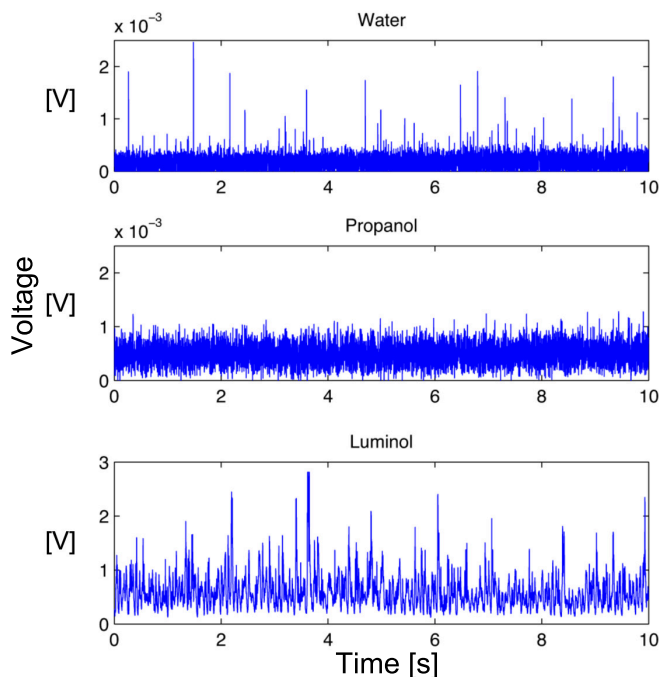 x 10⁻³
Water
2
1
0
[V]
0 2 4 6 8 10
x 10⁻³
Propanol
2
1
0
[V]
0 2 4 6 8 10
Voltage
Luminol
3
2
1
0
[V]
0 2 4 6 8 10
Time [s]